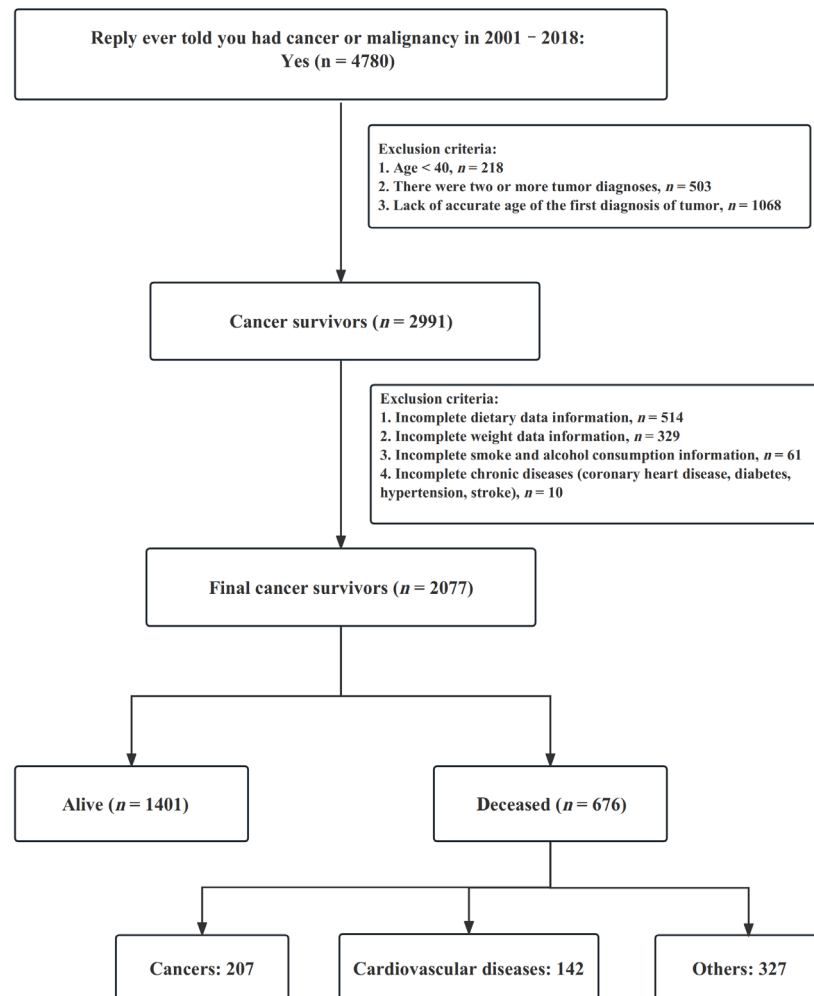 Reply ever told you had cancer or malignancy in 2001 – 2018:
Yes (n = 4780)
Exclusion criteria:
1. Age < 40, n = 218
2. There were two or more tumor diagnoses, n = 503
3. Lack of accurate age of the first diagnosis of tumor, n = 1068
Cancer survivors (n = 2991)
Exclusion criteria:
1. Incomplete dietary data information, n = 514
2. Incomplete weight data information, n = 329
3. Incomplete smoke and alcohol consumption information, n = 61
4. Incomplete chronic diseases (coronary heart disease, diabetes,
hypertension, stroke), n = 10
Final cancer survivors (n = 2077)
Alive (n = 1401)
Deceased (n = 676)
Cancers: 207
Cardiovascular diseases: 142
Others: 327